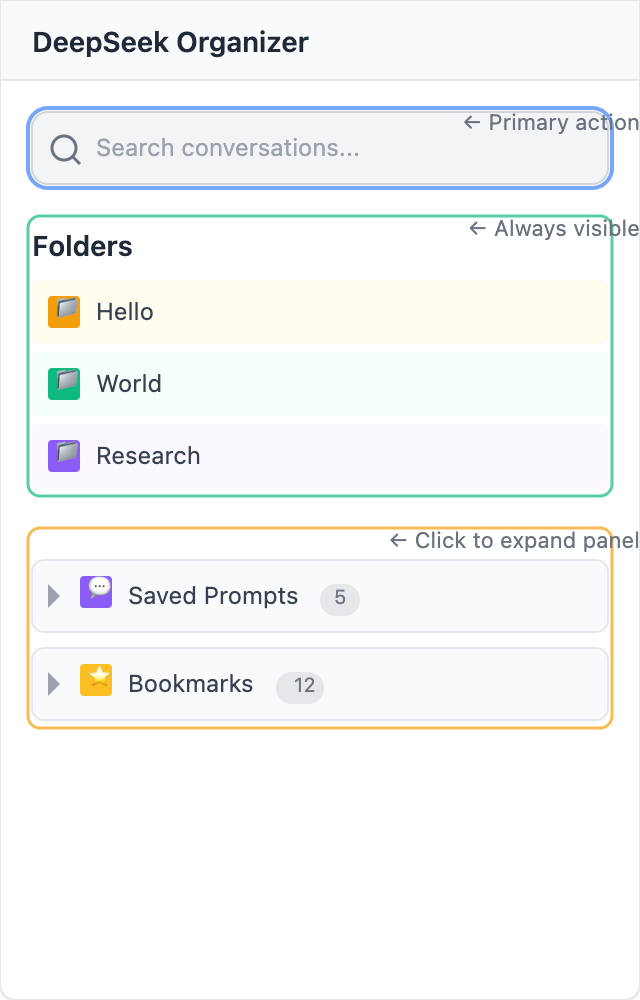 DeepSeek Organizer
← Primary action
Search conversations...
← Always visible
Folders
Hello
World
Research
← Click to expand panel
Saved Prompts 5
Bookmarks 12